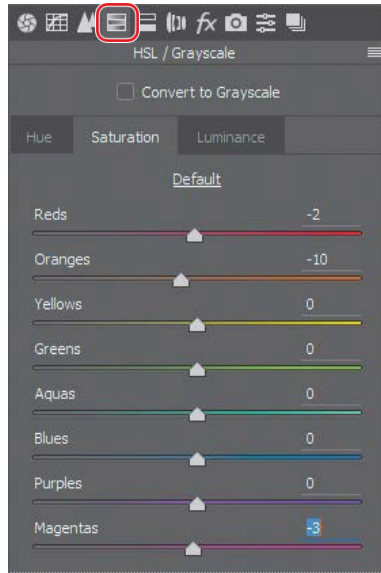 fx
HSL / Grayscale
Convert to Grayscale
Hue Saturation Luminance
Default
Reds -2
Oranges -10
Yellows 0
Greens 0
Aquas 0
Blues 0
Purples 0
Magentas -3